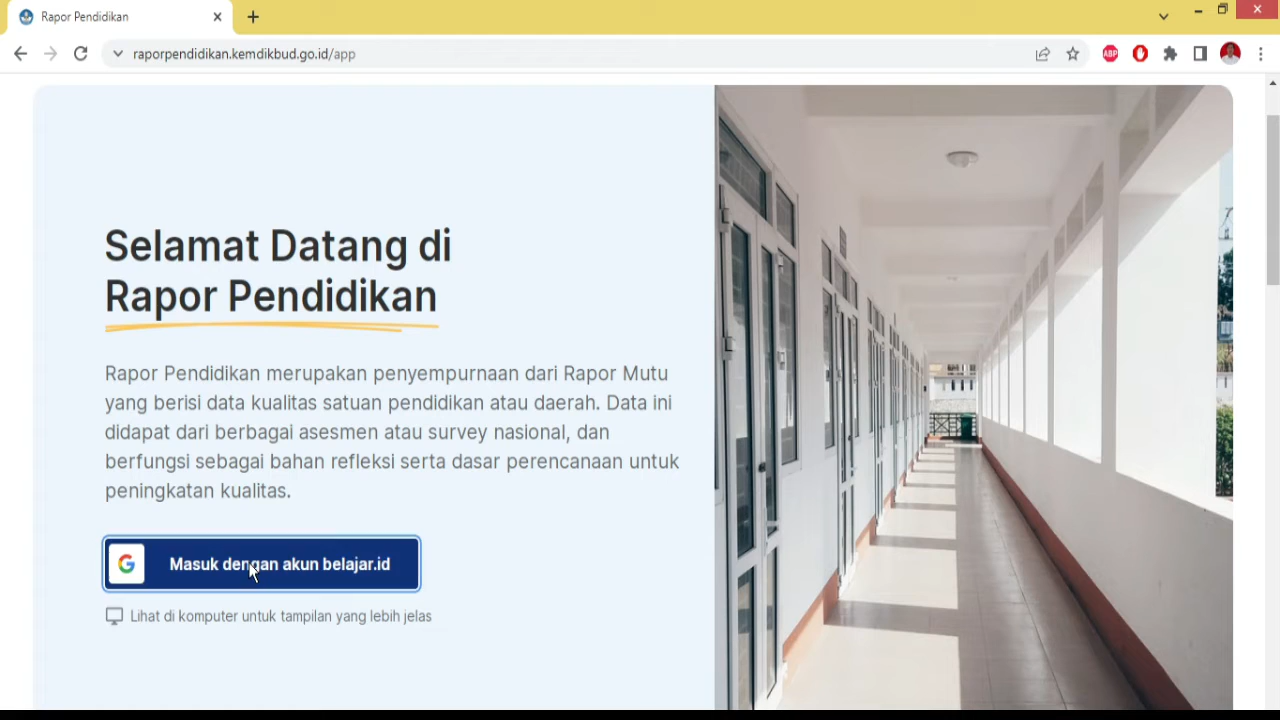 Rapor Pendidikan
raporpendidikan.kemdikbud.go.id/app
ABP
Selamat Datang di
Rapor Pendidikan
Rapor Pendidikan merupakan penyempurnaan dari Rapor Mutu
yang berisi data kualitas satuan pendidikan atau daerah. Data ini
didapat dari berbagai asesmen atau survey nasional, dan
berfungsi sebagai bahan refleksi serta dasar perencanaan untuk
peningkatan kualitas.
Masuk dengan akun belajar.id
Lihat di komputer untuk tampilan yang lebih jelas